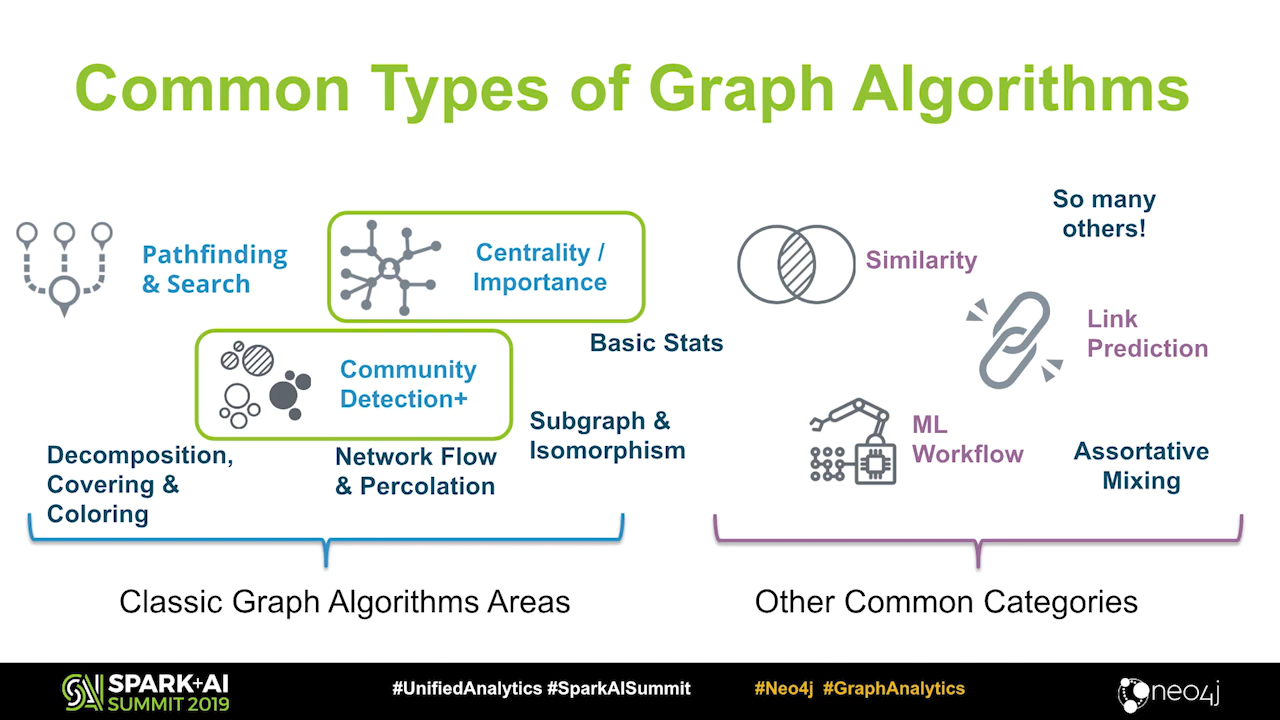 Common Types of Graph Algorithms
Pathfinding
& Search
Centrality /
Importance
Community
Detection+
Basic Stats
Subgraph &
Isomorphism
Decomposition,
Covering &
Coloring
Network Flow
& Percolation
Classic Graph Algorithms Areas
So many
others!
Similarity
Link
Prediction
ML
Workflow
Assortative
Mixing
Other Common Categories
SPARK+AI
SUMMIT 2019
#UnifiedAnalytics #SparkAISummit
#Neo4j #GraphAnalytics
neo4j